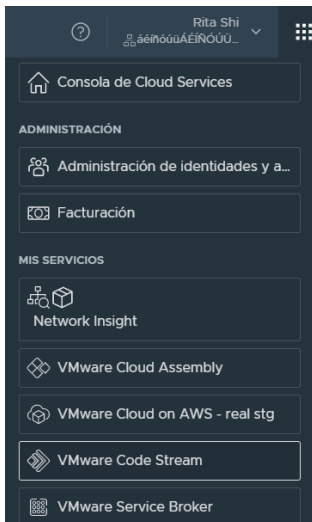 Rita Shi
áéíñóúüÁÉÍÑÓÚÜ...
Consola de Cloud Services
ADMINISTRACIÓN
Administración de identidades y a...
Facturación
MIS SERVICIOS
Network Insight
VMware Cloud Assembly
VMware Cloud on AWS - real stg
VMware Code Stream
VMware Service Broker